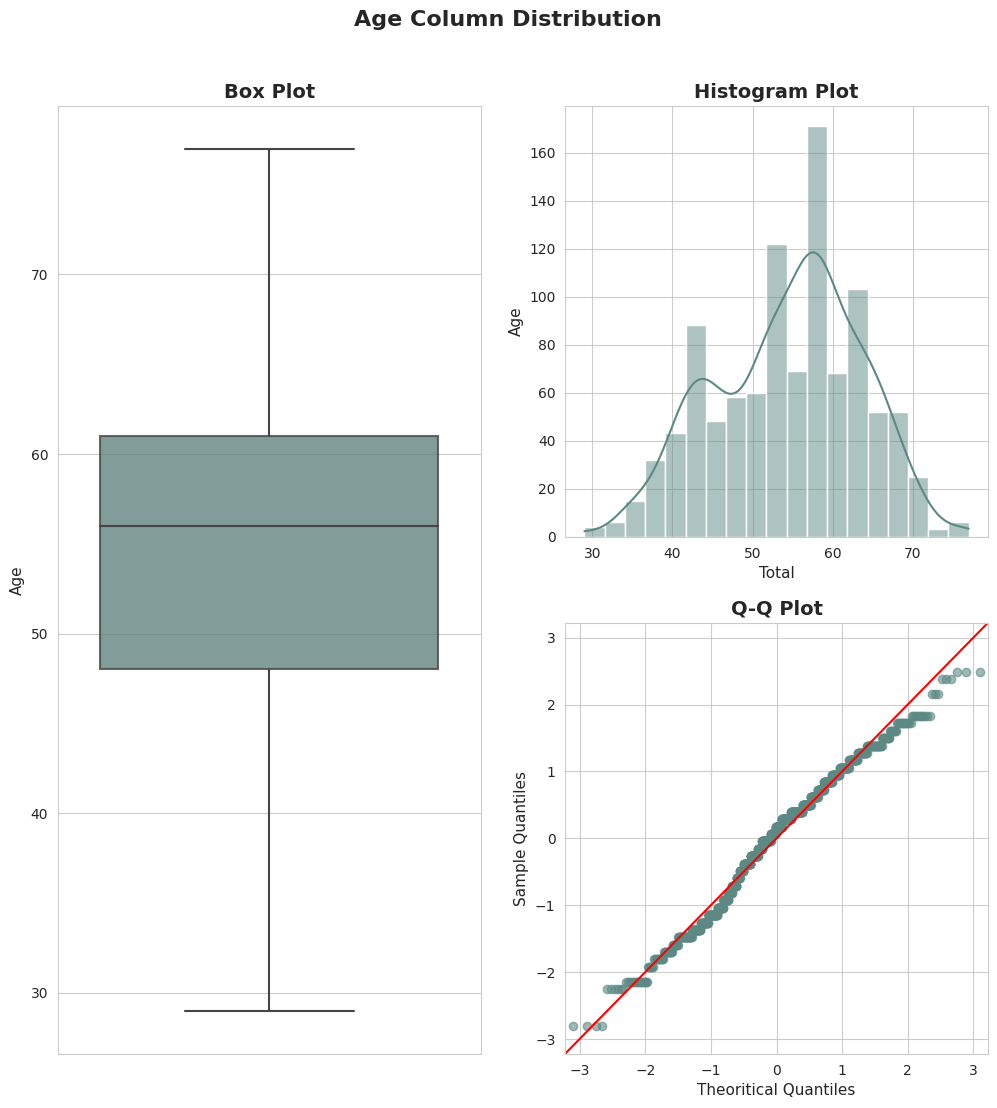 Age Column Distribution
Box Plot
70
60
50
40
30
Age
Histogram Plot
160
140
120
100
80
60
40
20
0
Age
30 40 50 60 70
Total
Q-Q Plot
3
2
1
0
−1
−2
−3
Sample Quantiles
−3 −2 −1 0 1 2 3
Theoritical Quantiles